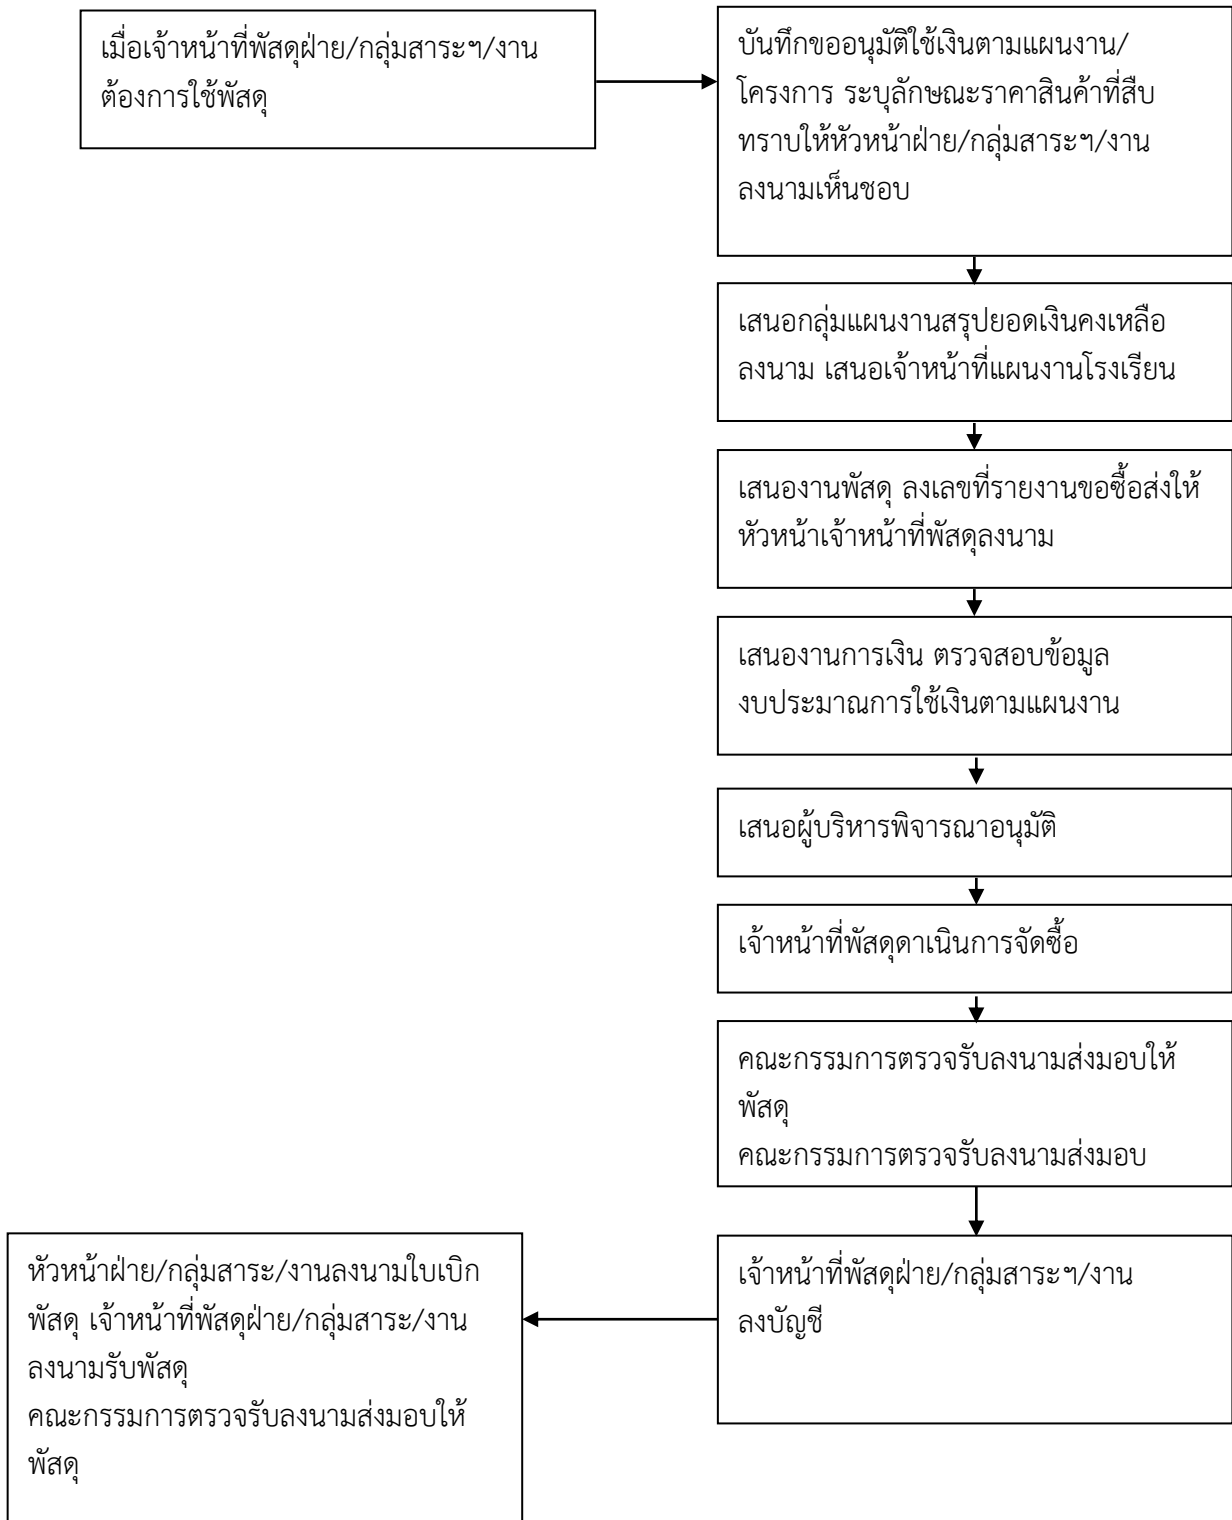 เมื่อเจ้าหน้าที่พัสดุฝ่าย/กลุ่มสาระฯ/งาน
ต้องการใช้พัสดุ
บันทึกขออนุมัติใช้เงินตามแผนงาน/
โครงการ ระบุลักษณะราคาสินค้าที่สืบ
ทราบให้หัวหน้าฝ่าย/กลุ่มสาระฯ/งาน
ลงนามเห็นชอบ
เสนอกลุ่มแผนงานสรุปยอดเงินคงเหลือ
ลงนาม เสนอเจ้าหน้าที่แผนงานโรงเรียน
เสนองานพัสดุ ลงเลขที่รายงานขอซื้อส่งให้
หัวหน้าเจ้าหน้าที่พัสดุลงนาม
เสนองานการเงิน ตรวจสอบข้อมูล
งบประมาณการใช้เงินตามแผนงาน
เสนอผู้บริหารพิจารณาอนุมัติ
เจ้าหน้าที่พัสดุดาเนินการจัดซื้อ
คณะกรรมการตรวจรับลงนามส่งมอบให้
พัสดุ
คณะกรรมการตรวจรับลงนามส่งมอบ
เจ้าหน้าที่พัสดุฝ่าย/กลุ่มสาระฯ/งาน
ลงบัญชี
หัวหน้าฝ่าย/กลุ่มสาระ/งานลงนามใบเบิก
พัสดุ เจ้าหน้าที่พัสดุฝ่าย/กลุ่มสาระ/งาน
ลงนามรับพัสดุ
คณะกรรมการตรวจรับลงนามส่งมอบให้
พัสดุ